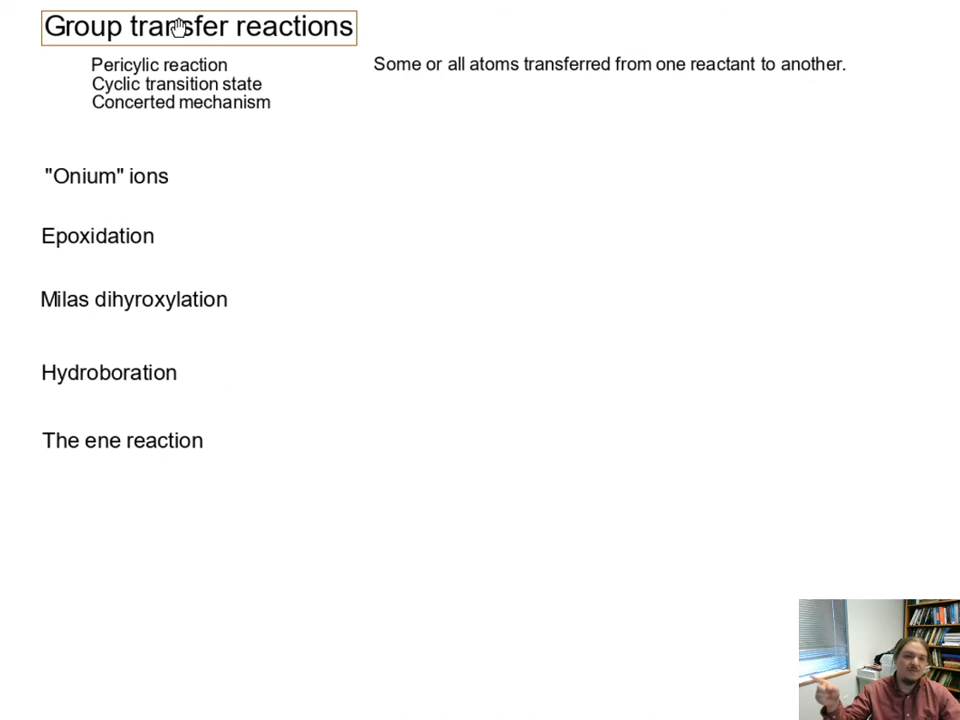 Group transfer reactions
Pericylic reaction
Some or all atoms transferred from one reactant to another.
Cyclic transition state
Concerted mechanism
"Onium" ions
Epoxidation
Milas dihyroxylation
Hydroboration
The ene reaction